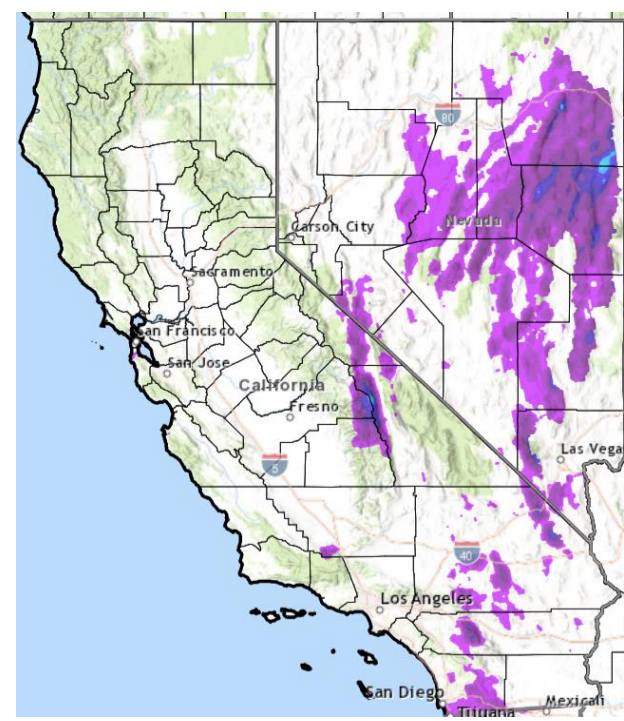 80
Nevada
Carson City
Sacramento
San Francisco
San Jose
California
Fresno
5
Las Vega
40
Los Angeles
San Diego
Mexicali
Tijuana